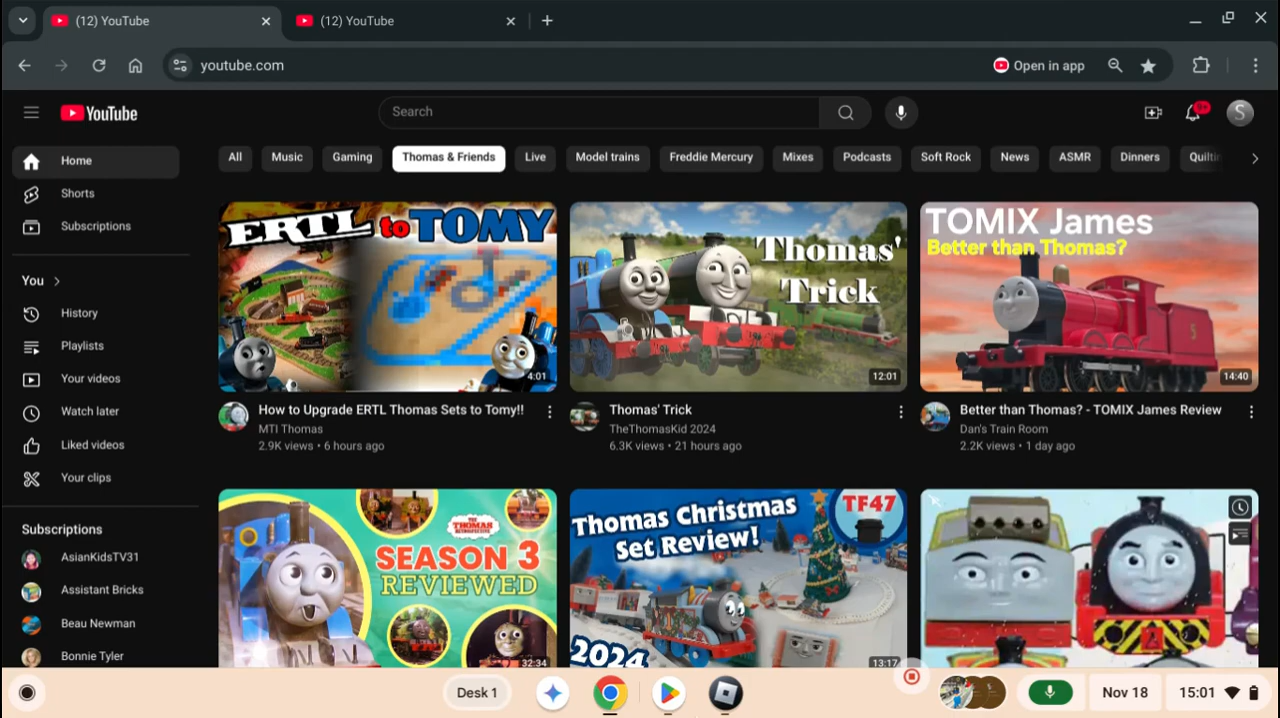 (12) YouTube
(12) YouTube
youtube.com
Open in app
YouTube
Search
9+
S
Home
Shorts
Subscriptions
You
History
Playlists
Your videos
Watch later
Liked videos
Your clips
Subscriptions
AsianKidsTV31
Assistant Bricks
Beau Newman
Bonnie Tyler
All
Music
Gaming
Thomas & Friends
Live
Model trains
Freddie Mercury
Mixes
Podcasts
Soft Rock
News
ASMR
Dinners
ERTL to TOMY
4:01
How to Upgrade ERTL Thomas Sets to Tomy!!
MTI Thomas
2.9K views • 6 hours ago
Thomas'
Trick
12:01
Thomas' Trick
TheThomasKid 2024
6.3K views • 21 hours ago
TOMIX James
Better than Thomas?
5
14:40
Better than Thomas? - TOMIX James Review
Dan's Train Room
2.2K views • 1 day ago
THE
THOMAS
RETROSPECTIVE
SEASON 3
REVIEWED
32:34
Thomas Christmas
Set Review!
TF47
2024
13:17
Desk 1
Nov 18
15:01